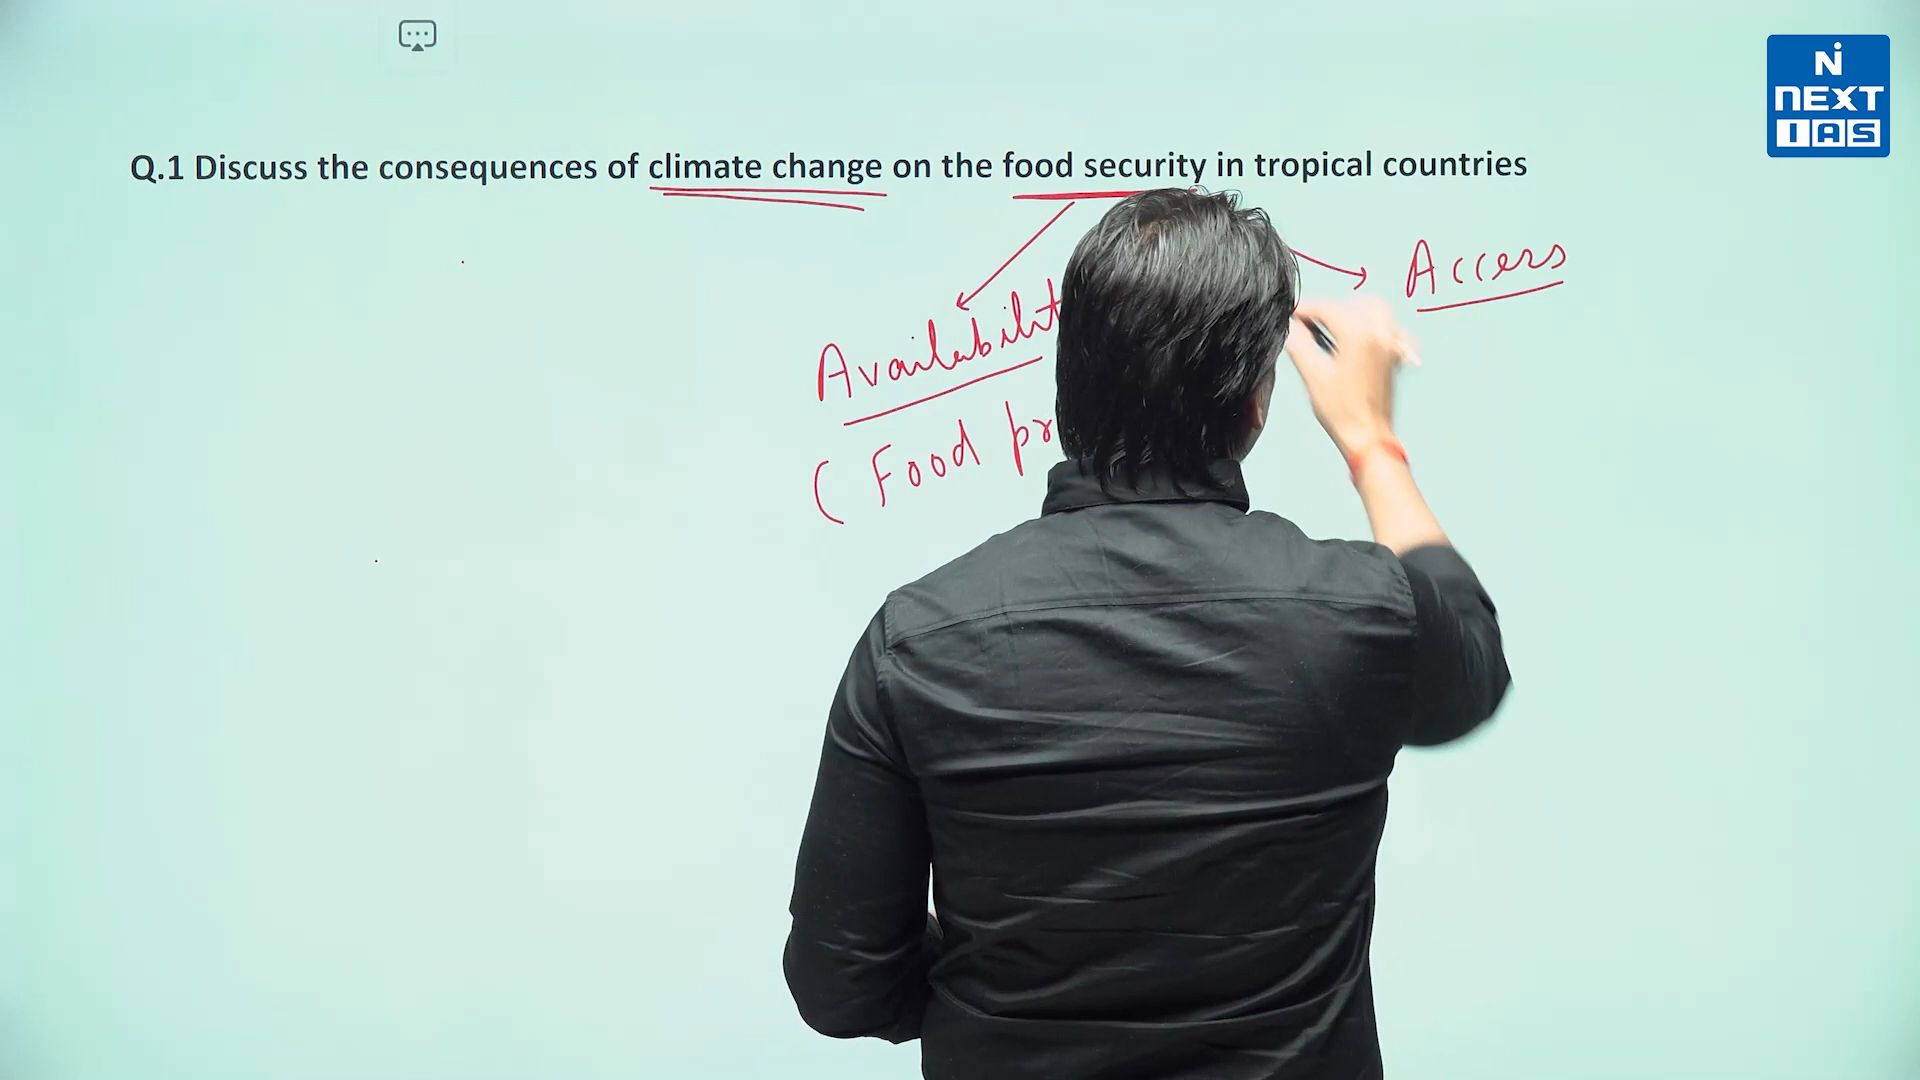 NEXT
IAS
Q.1 Discuss the consequences of climate change on the food security in tropical countries
Access
Availabilit
( Food pr